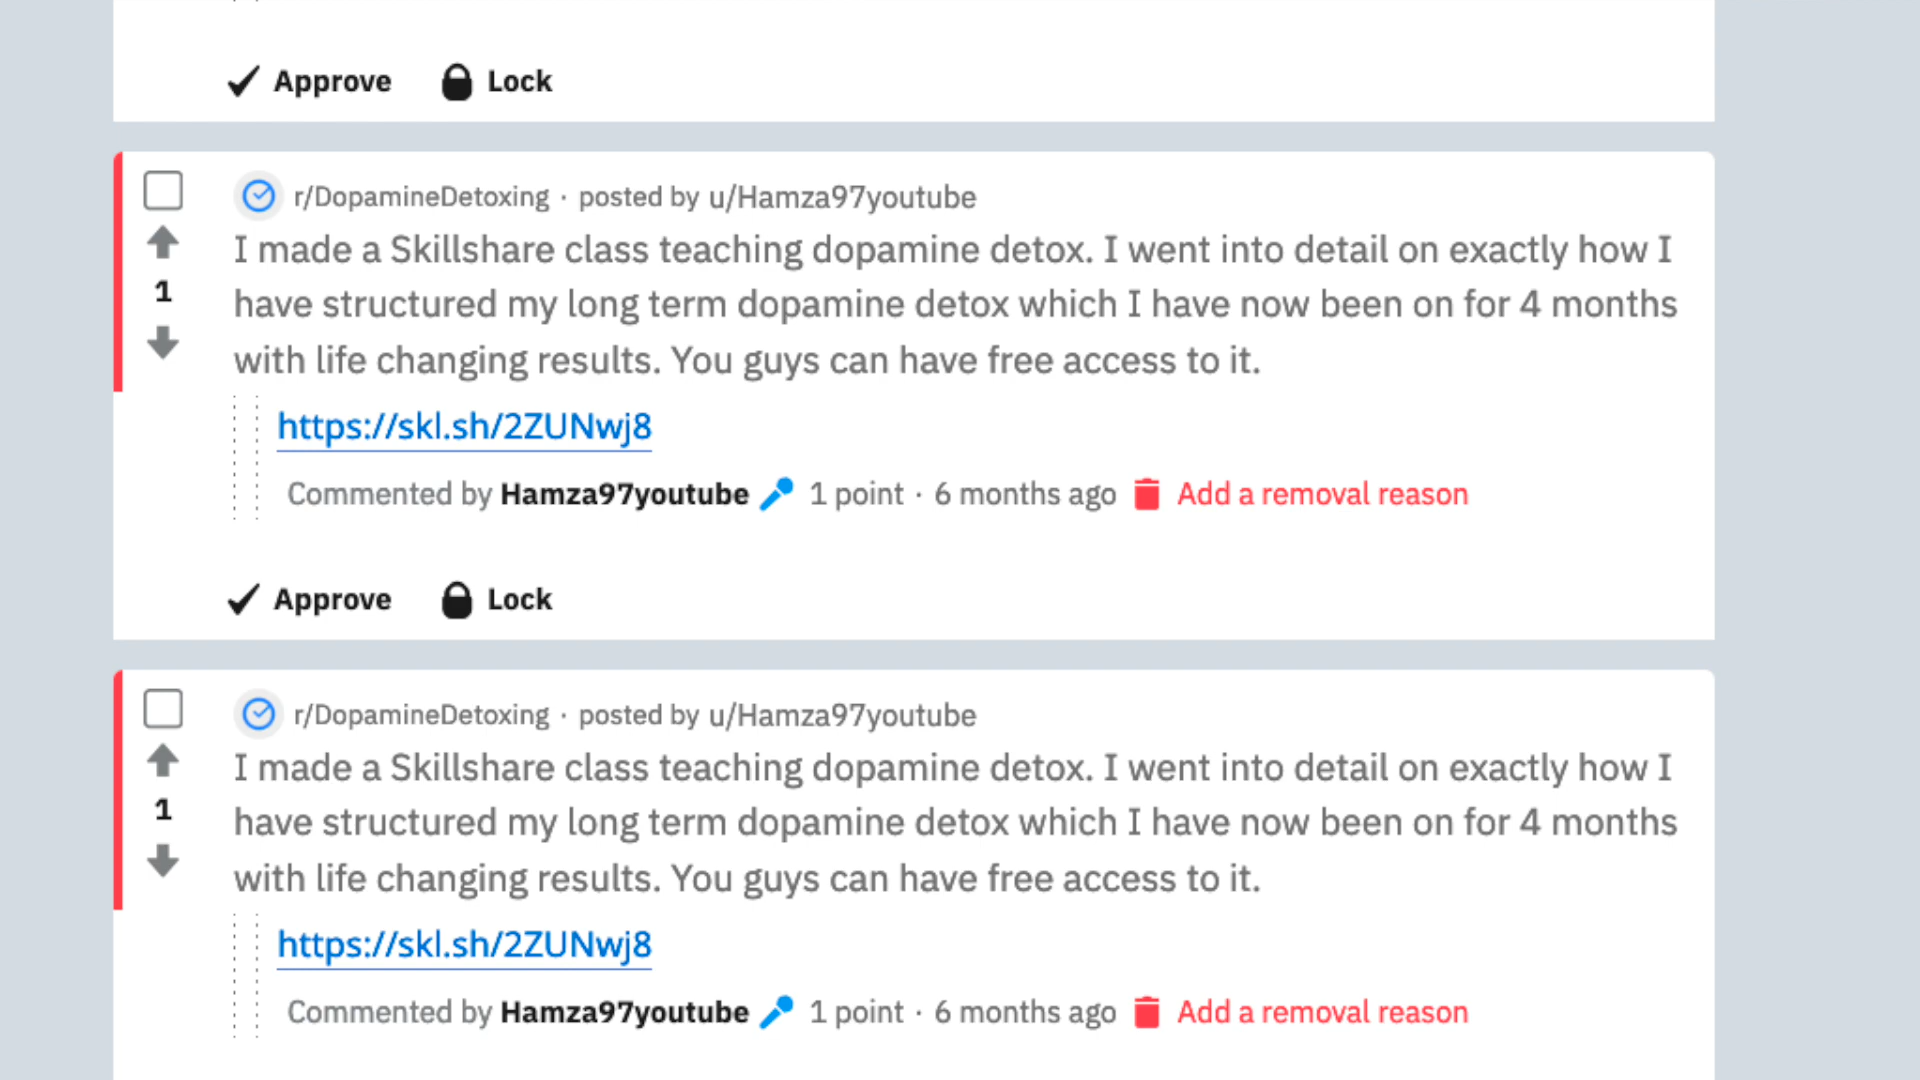 Approve Lock
r/DopamineDetoxing · posted by u/Hamza97youtube
I made a Skillshare class teaching dopamine detox. I went into detail on exactly how I
1
have structured my long term dopamine detox which I have now been on for 4 months
with life changing results. You guys can have free access to it.
https://skl.sh/2ZUNwj8
Commented by Hamza97youtube 1 point · 6 months ago Add a removal reason
Approve Lock
r/DopamineDetoxing · posted by u/Hamza97youtube
I made a Skillshare class teaching dopamine detox. I went into detail on exactly how I
1
have structured my long term dopamine detox which I have now been on for 4 months
with life changing results. You guys can have free access to it.
https://skl.sh/2ZUNwj8
Commented by Hamza97youtube 1 point · 6 months ago Add a removal reason